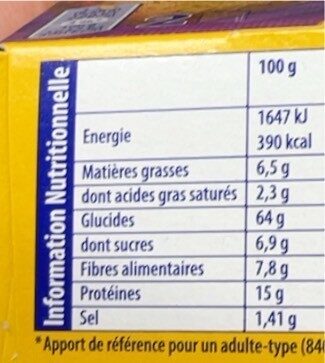 Information Nutritionnelle
100 g
Energie 1647 kJ
390 kcal
Matières grasses 6,5 g
dont acides gras saturés 2,3 g
Glucides 64 g
dont sucres 6,9 g
Fibres alimentaires 7,8 g
Protéines 15 g
Sel 1,41 g
*Apport de référence pour un adulte-type (840